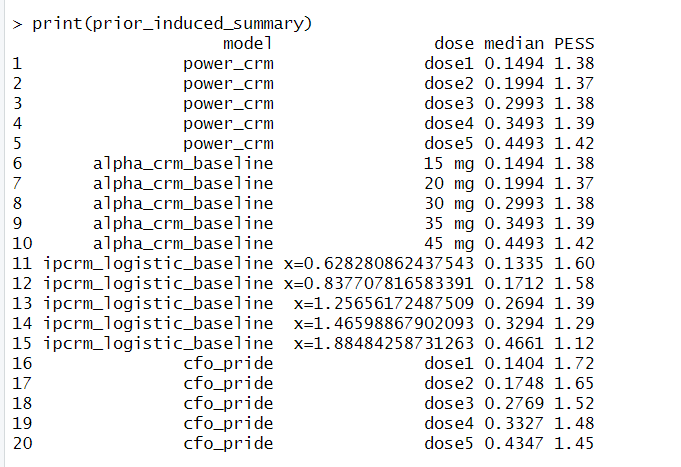 > print(prior_induced_summary)
model dose median PESS
1 power_crm dose1 0.1494 1.38
2 power_crm dose2 0.1994 1.37
3 power_crm dose3 0.2993 1.38
4 power_crm dose4 0.3493 1.39
5 power_crm dose5 0.4493 1.42
6 alpha_crm_baseline 15 mg 0.1494 1.38
7 alpha_crm_baseline 20 mg 0.1994 1.37
8 alpha_crm_baseline 30 mg 0.2993 1.38
9 alpha_crm_baseline 35 mg 0.3493 1.39
10 alpha_crm_baseline 45 mg 0.4493 1.42
11 ipcrm_logistic_baseline x=0.628280862437543 0.1335 1.60
12 ipcrm_logistic_baseline x=0.837707816583391 0.1712 1.58
13 ipcrm_logistic_baseline x=1.25656172487509 0.2694 1.39
14 ipcrm_logistic_baseline x=1.46598867902093 0.3294 1.29
15 ipcrm_logistic_baseline x=1.88484258731263 0.4661 1.12
16 cfo_pride dose1 0.1404 1.72
17 cfo_pride dose2 0.1748 1.65
18 cfo_pride dose3 0.2769 1.52
19 cfo_pride dose4 0.3327 1.48
20 cfo_pride dose5 0.4347 1.45